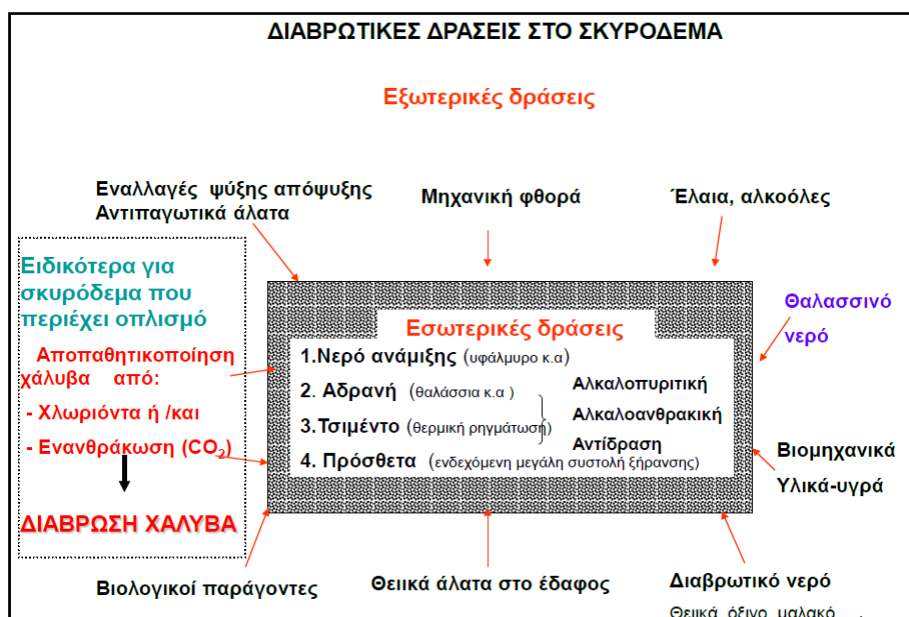 ΔΙΑΒΡΩΤΙΚΕΣ ΔΡΑΣΕΙΣ ΣΤΟ ΣΚΥΡΟΔΕΜΑ
Εξωτερικές δράσεις
Εναλλαγές ψύξης απόψυξης
Αντιπαγωτικά άλατα
Μηχανική φθορά
Έλαια, αλκοόλες
Ειδικότερα για
σκυρόδεμα που
περιέχει οπλισμό
Αποπαθητικοποίηση
χάλυβα από:
- Χλωριόντα ή /και
- Ενανθράκωση (CO₂)
ΔΙΑΒΡΩΣΗ ΧΑΛΥΒΑ
Εσωτερικές δράσεις
1.Νερό ανάμιξης (υφάλμυρο κ.α)
2. Αδρανή (θαλάσσια κ.α )
3.Τσιμέντο (θερμική ρηγμάτωση)
4. Πρόσθετα (ενδεχόμενη μεγάλη συστολή ξήρανσης)
Αλκαλοπυριτική
Αλκαλοανθρακική
Αντίδραση
Θαλασσινό
νερό
Βιομηχανικά
Υλικά-υγρά
Βιολογικοί παράγοντες
Θειικά άλατα στο έδαφος
Διαβρωτικό νερό
Θειικά, όξινο, μαλακό